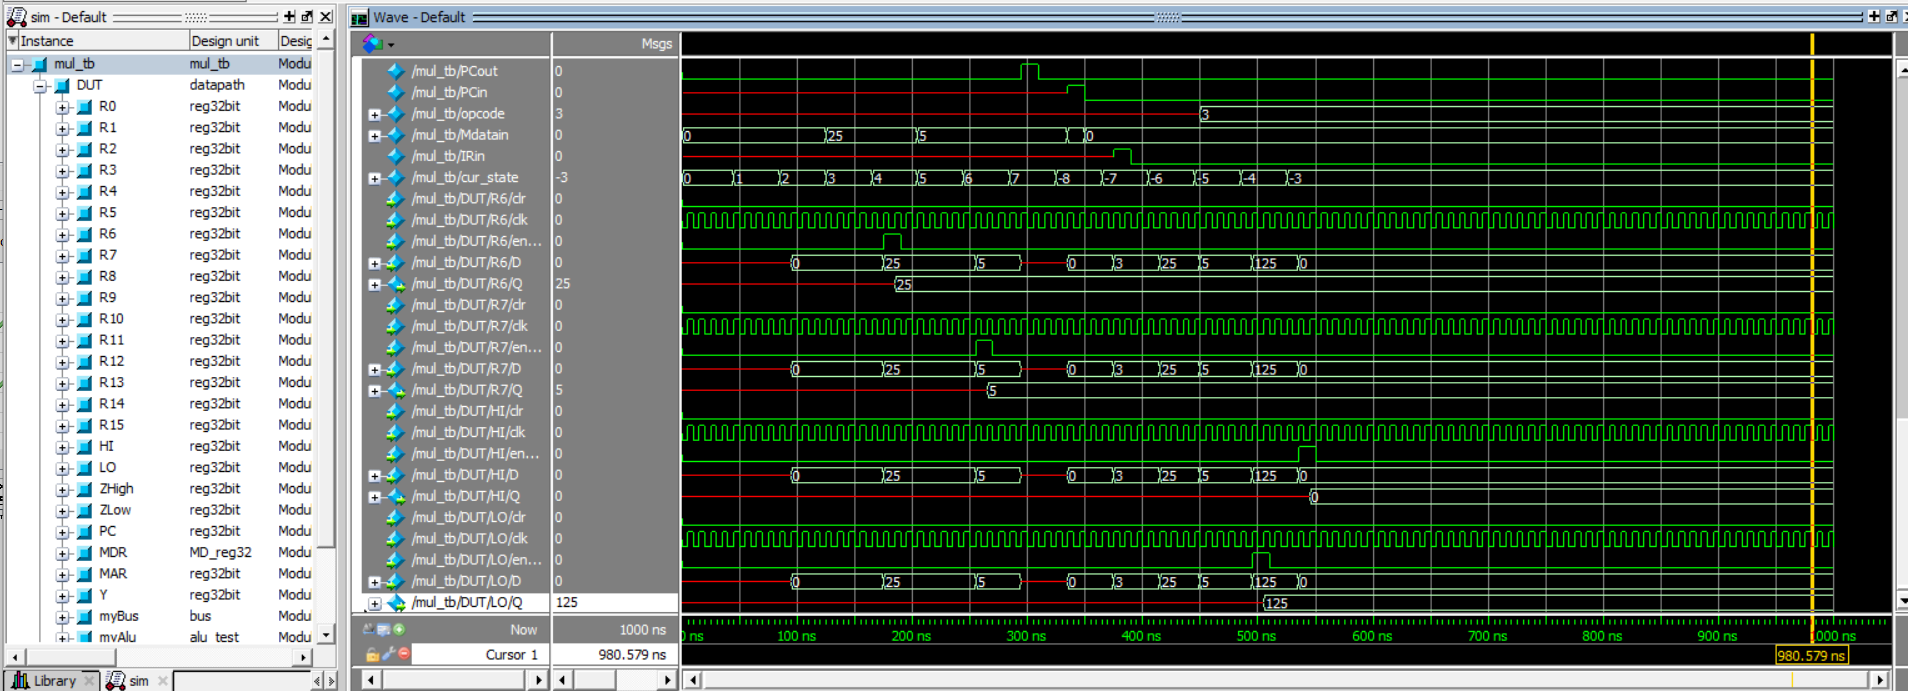 sim - Default
Instance Design unit Desig
mul_tb mul_tb Modu
DUT datapath Modu
R0 reg32bit Modu
R1 reg32bit Modu
R2 reg32bit Modu
R3 reg32bit Modu
R4 reg32bit Modu
R5 reg32bit Modu
R6 reg32bit Modu
R7 reg32bit Modu
R8 reg32bit Modu
R9 reg32bit Modu
R10 reg32bit Modu
R11 reg32bit Modu
R12 reg32bit Modu
R13 reg32bit Modu
R14 reg32bit Modu
R15 reg32bit Modu
HI reg32bit Modu
LO reg32bit Modu
ZHigh reg32bit Modu
ZLow reg32bit Modu
PC reg32bit Modu
MDR MD_reg32 Modu
MAR reg32bit Modu
Y reg32bit Modu
myBus bus Modu
myAlu alu_test Modu
Library sim
Wave - Default
Msgs
/mul_tb/PCout 0
/mul_tb/PCin 0
/mul_tb/opcode 3 3
/mul_tb/Mdatain 0 0 25 5 0
/mul_tb/IRin 0
/mul_tb/cur_state -3 0 1 2 3 4 5 6 7 -8 -7 -6 -5 -4 -3
/mul_tb/DUT/R6/clr 0
/mul_tb/DUT/R6/clk 0
/mul_tb/DUT/R6/en... 0
/mul_tb/DUT/R6/D 0 0 25 5 0 3 25 5 125 0
/mul_tb/DUT/R6/Q 25 25
/mul_tb/DUT/R7/clr 0
/mul_tb/DUT/R7/clk 0
/mul_tb/DUT/R7/en... 0
/mul_tb/DUT/R7/D 0 0 25 5 0 3 25 5 125 0
/mul_tb/DUT/R7/Q 5 5
/mul_tb/DUT/HI/clr 0
/mul_tb/DUT/HI/clk 0
/mul_tb/DUT/HI/en... 0
/mul_tb/DUT/HI/D 0 0 25 5 0 3 25 5 125 0
/mul_tb/DUT/HI/Q 0 0
/mul_tb/DUT/LO/clr 0
/mul_tb/DUT/LO/clk 0
/mul_tb/DUT/LO/en... 0
/mul_tb/DUT/LO/D 0 0 25 5 0 3 25 5 125 0
/mul_tb/DUT/LO/Q 125 125
Now 1000 ns 0 ns 100 ns 200 ns 300 ns 400 ns 500 ns 600 ns 700 ns 800 ns 900 ns 1000 ns
Cursor 1 980.579 ns 980.579 ns